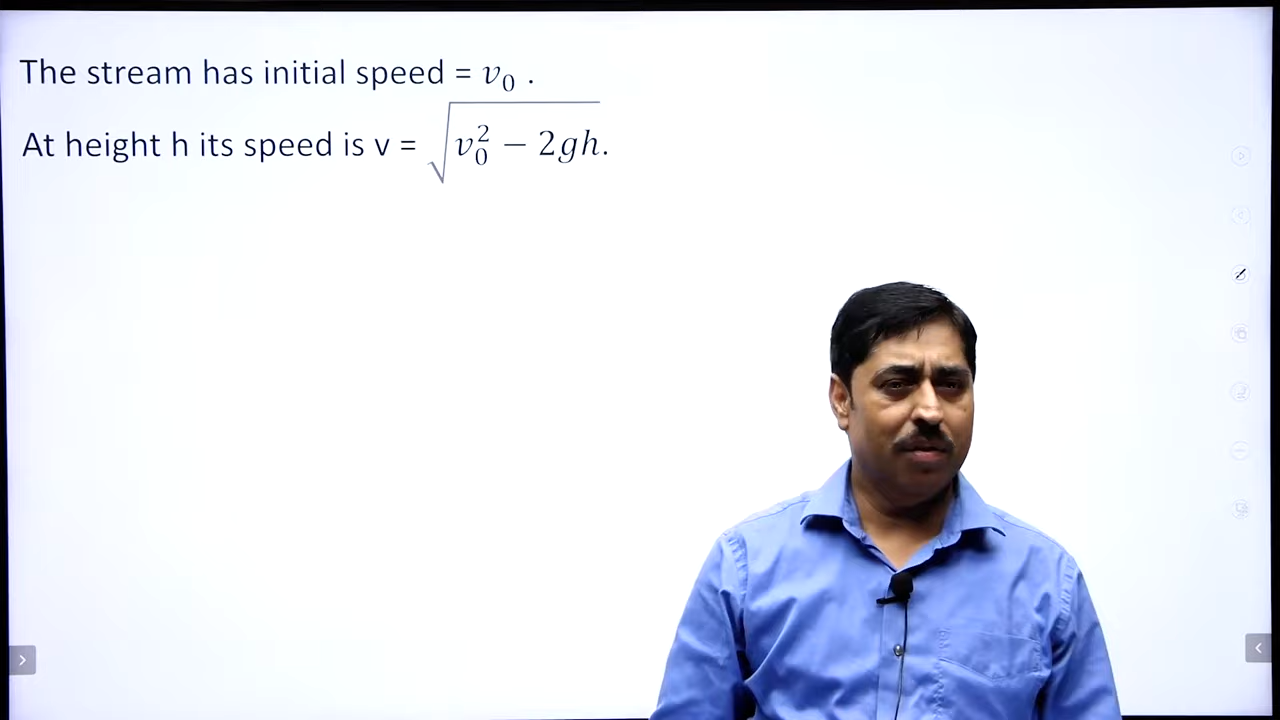 The stream has initial speed = v₀ .
At height h its speed is v = √(v₀² − 2gh).